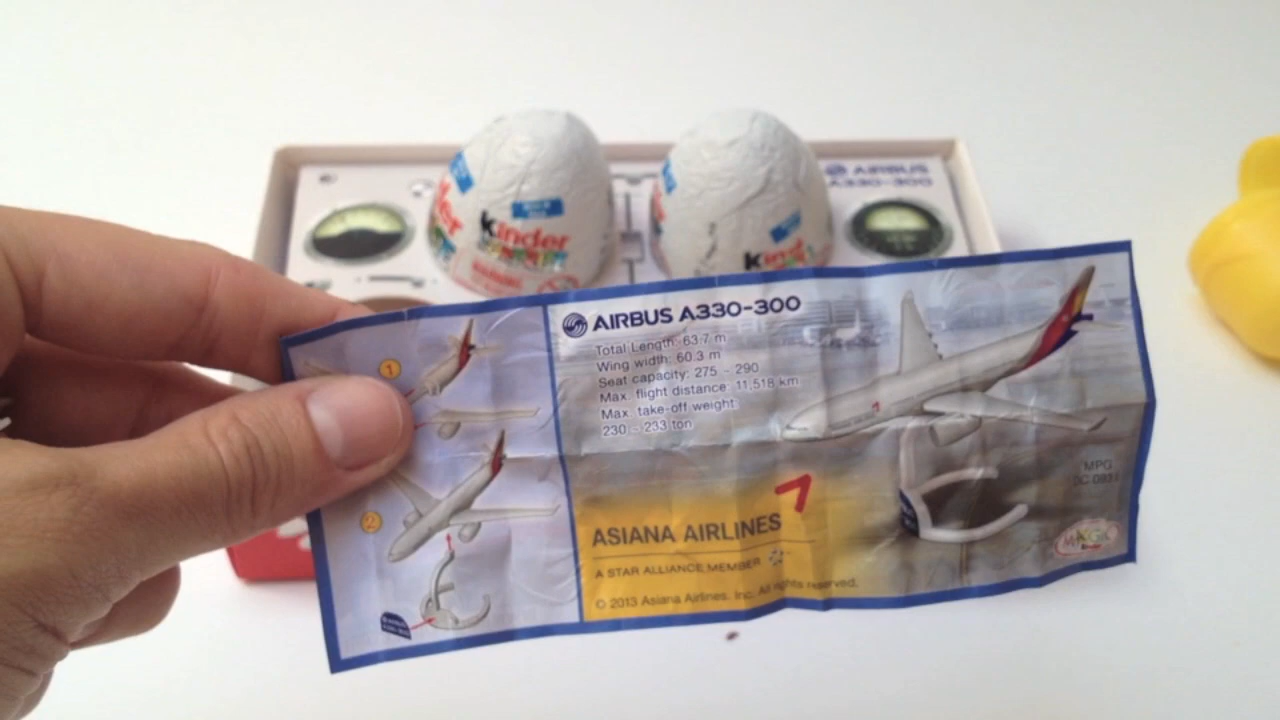 AIRBUS
A330-300
kinder
AIRBUS A330-300
Total Length: 63.7 m
Wing width: 60.3 m
Seat capacity: 275 - 290
Max. flight distance: 11,518 km
Max. take-off weight:
230 - 233 ton
1
2
ASIANA AIRLINES
A STAR ALLIANCE MEMBER
© 2013 Asiana Airlines. Inc. All rights reserved.
MPG